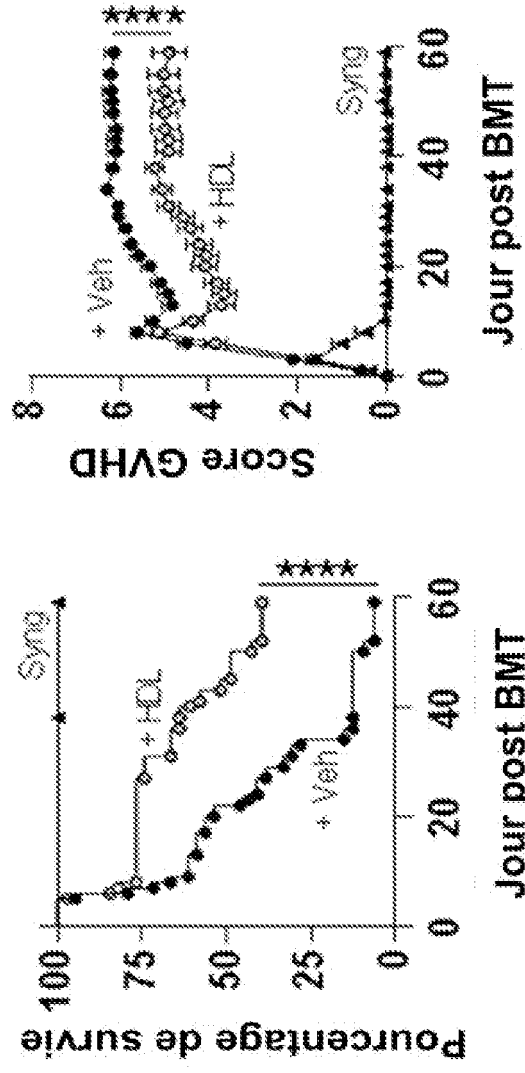 Pourcentage de survie
100
75
50
25
0
Syng
+ HDL
+ Veh
****
0 20 40 60
Jour post BMT
Score GVHD
8
6
4
2
0
+ Veh
****
+ HDL
Syng
0 20 40 60
Jour post BMT